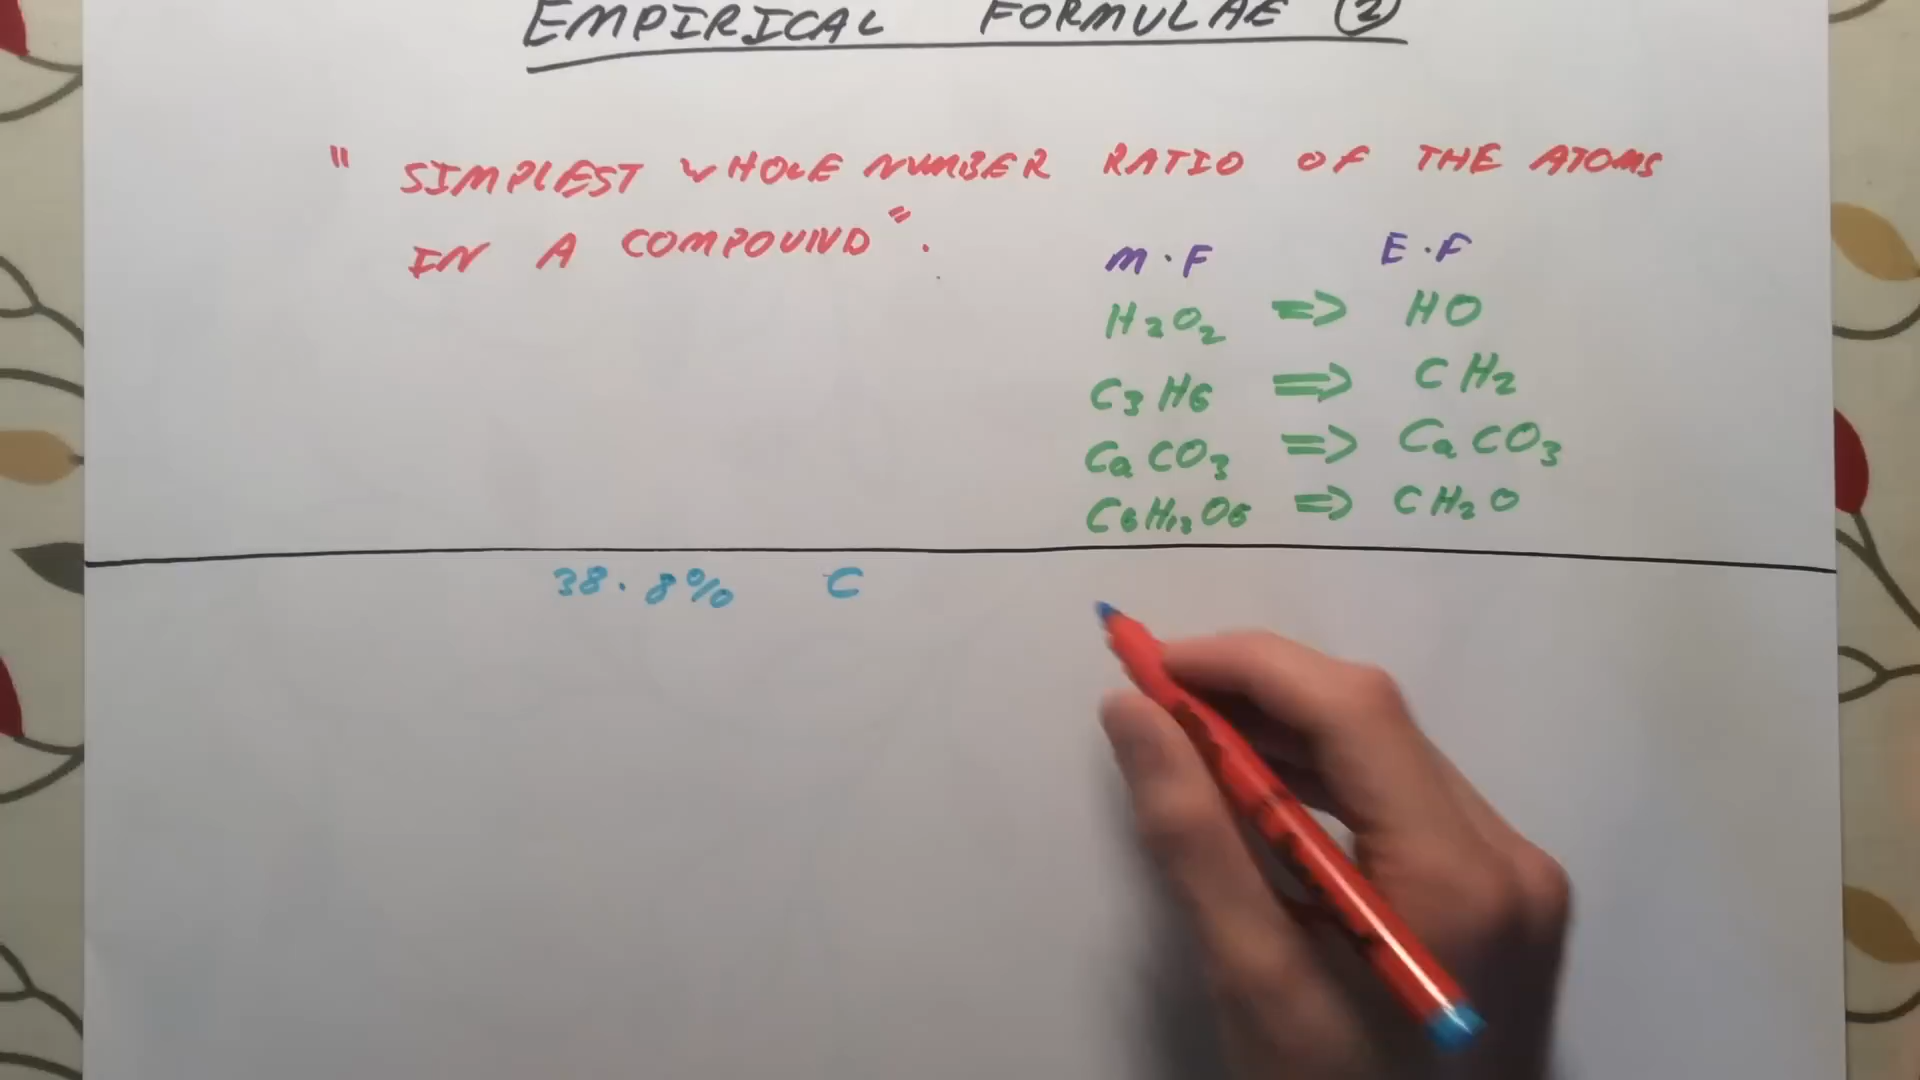 EMPIRICAL FORMULAE ②
" SIMPLEST WHOLE NUMBER RATIO OF THE ATOMS
IN A COMPOUND".
M.F E.F
H₂O₂ ⇒ HO
C₃H₆ ⇒ CH₂
CaCO₃ ⇒ CaCO₃
C₆H₁₂O₆ ⇒ CH₂O
38.8% C